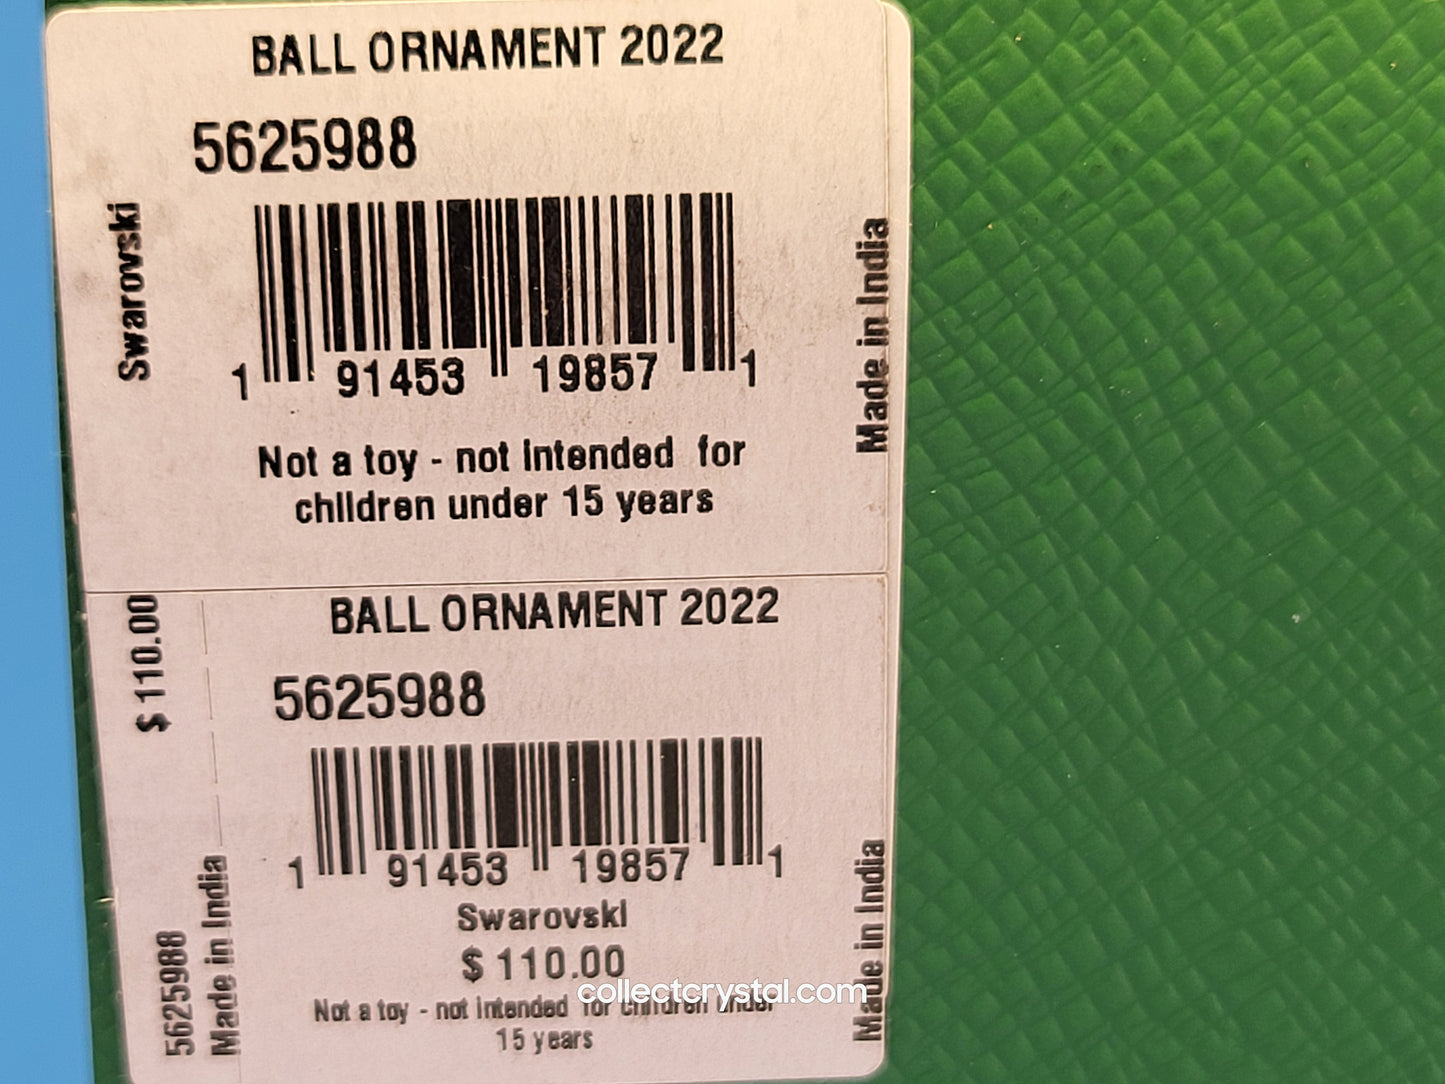 BALL ORNAMENT 2022
5625988
Swarovski
1 91453 19857 1
Made in India
Not a toy - not intended for
children under 15 years
$ 110.00
BALL ORNAMENT 2022
5625988
1 91453 19857 1
Swarovski
$ 110.00
Not a toy - not intended for children under
15 years
5625988
Made in India
Made in India
collectcrystal.com